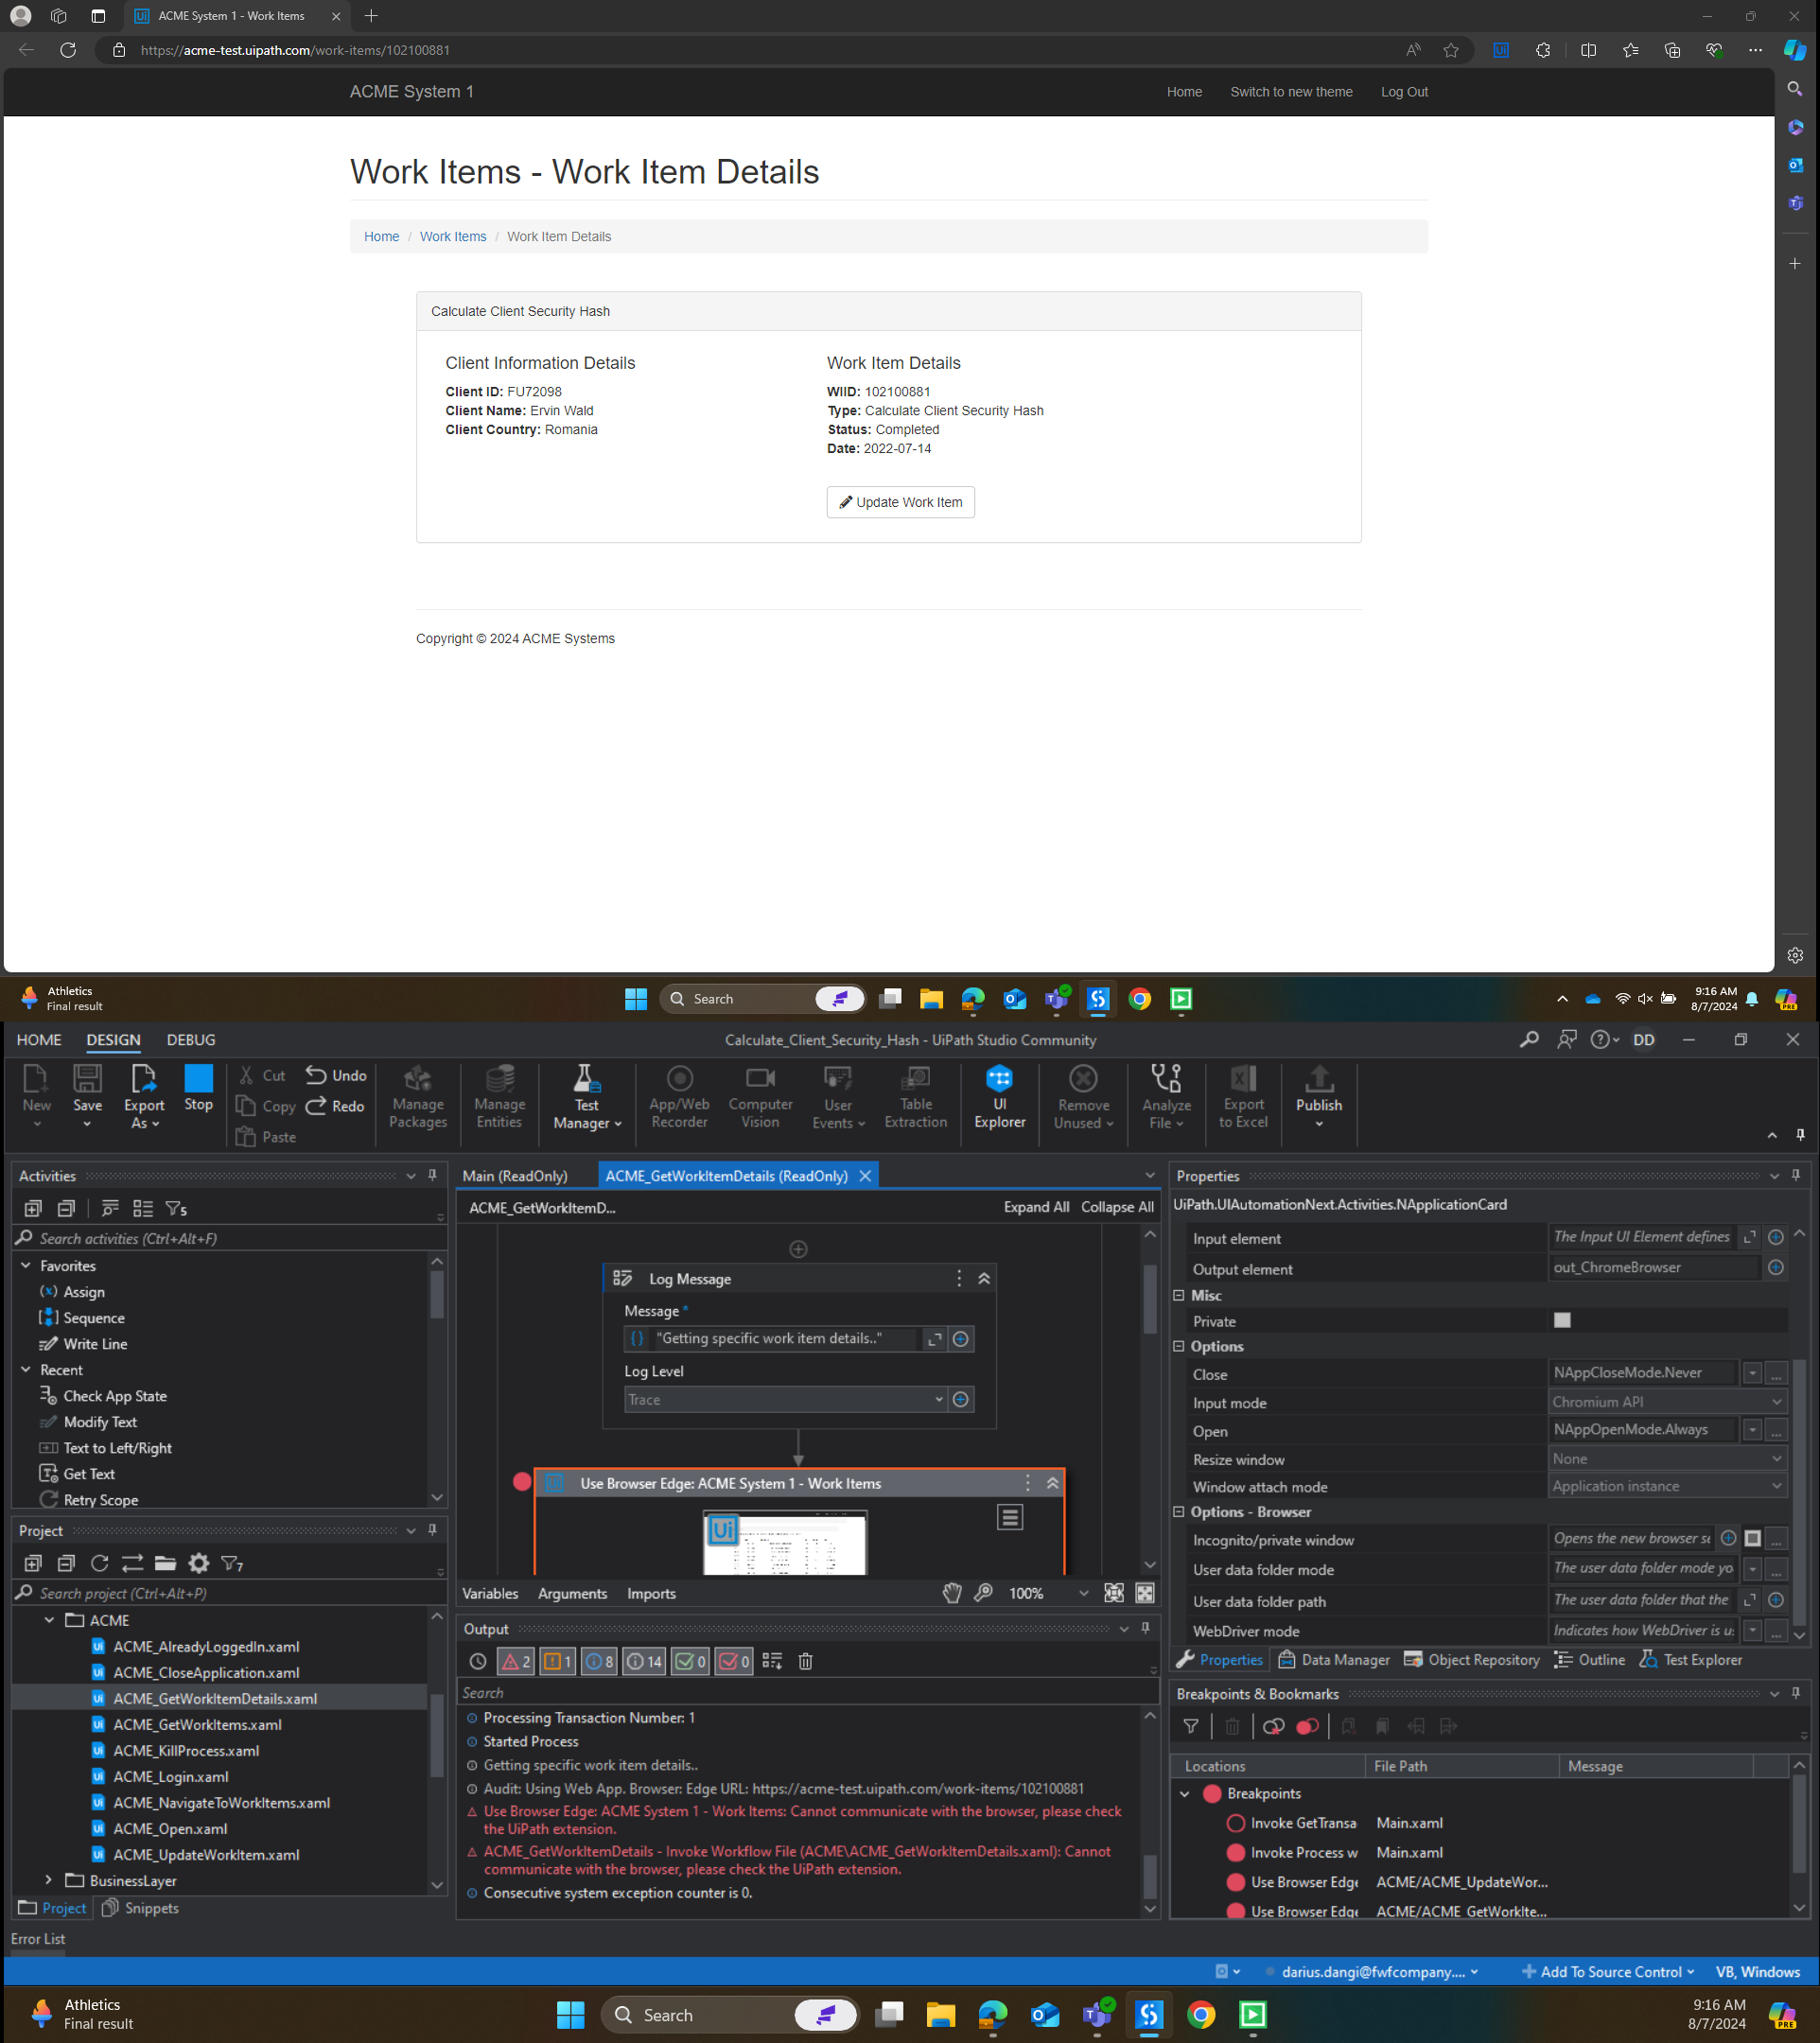 ACME System 1 - Work Items
https://acme-test.uipath.com/work-items/102100881
ACME System 1
Home
Switch to new theme
Log Out
Work Items - Work Item Details
Home / Work Items / Work Item Details
Calculate Client Security Hash
Client Information Details
Client ID: FU72098
Client Name: Ervin Wald
Client Country: Romania
Work Item Details
WIID: 102100881
Type: Calculate Client Security Hash
Status: Completed
Date: 2022-07-14
Update Work Item
Copyright © 2024 ACME Systems
Athletics
Final result
Search
9:16 AM
8/7/2024
HOME
DESIGN
DEBUG
Calculate_Client_Security_Hash - UiPath Studio Community
DD
New
Save
Export
As
Stop
Cut
Copy
Paste
Undo
Redo
Manage
Packages
Manage
Entities
Test
Manager
App/Web
Recorder
Computer
Vision
User
Events
Table
Extraction
UI
Explorer
Remove
Unused
Analyze
File
Export
to Excel
Publish
Activities
5
Search activities (Ctrl+Alt+F)
Favorites
Assign
Sequence
Write Line
Recent
Check App State
Modify Text
Text to Left/Right
Get Text
Retry Scope
Project
7
Search project (Ctrl+Alt+P)
ACME
ACME_AlreadyLoggedIn.xaml
ACME_CloseApplication.xaml
ACME_GetWorkItemDetails.xaml
ACME_GetWorkItems.xaml
ACME_KillProcess.xaml
ACME_Login.xaml
ACME_NavigateToWorkItems.xaml
ACME_Open.xaml
ACME_UpdateWorkItem.xaml
BusinessLayer
Project
Snippets
Error List
Main (ReadOnly)
ACME_GetWorkItemDetails (ReadOnly)
ACME_GetWorkItemD...
Expand All
Collapse All
Log Message
Message *
"Getting specific work item details.."
Log Level
Trace
Use Browser Edge: ACME System 1 - Work Items
Ui
Variables
Arguments
Imports
100%
Output
2
1
8
14
0
0
Search
Processing Transaction Number: 1
Started Process
Getting specific work item details..
Audit: Using Web App. Browser: Edge URL: https://acme-test.uipath.com/work-items/102100881
Use Browser Edge: ACME System 1 - Work Items: Cannot communicate with the browser, please check
the UiPath extension.
ACME_GetWorkItemDetails - Invoke Workflow File (ACME\ACME_GetWorkItemDetails.xaml): Cannot
communicate with the browser, please check the UiPath extension.
Consecutive system exception counter is 0.
Properties
UiPath.UIAutomationNext.Activities.NApplicationCard
Input element
The Input UI Element defines
Output element
out_ChromeBrowser
Misc
Private
Options
Close
NAppCloseMode.Never
Input mode
Chromium API
Open
NAppOpenMode.Always
Resize window
None
Window attach mode
Application instance
Options - Browser
Incognito/private window
Opens the new browser se
User data folder mode
The user data folder mode yo
User data folder path
The user data folder that the
WebDriver mode
Indicates how WebDriver is us
Properties
Data Manager
Object Repository
Outline
Test Explorer
Breakpoints & Bookmarks
Locations
File Path
Message
Breakpoints
Invoke GetTransa
Main.xaml
Invoke Process w
Main.xaml
Use Browser Edge
ACME/ACME_UpdateWor...
Use Browser Edge
ACME/ACME_GetWorkIte...
darius.dangi@fwfcompany....
Add To Source Control
VB, Windows
Athletics
Final result
Search
9:16 AM
8/7/2024